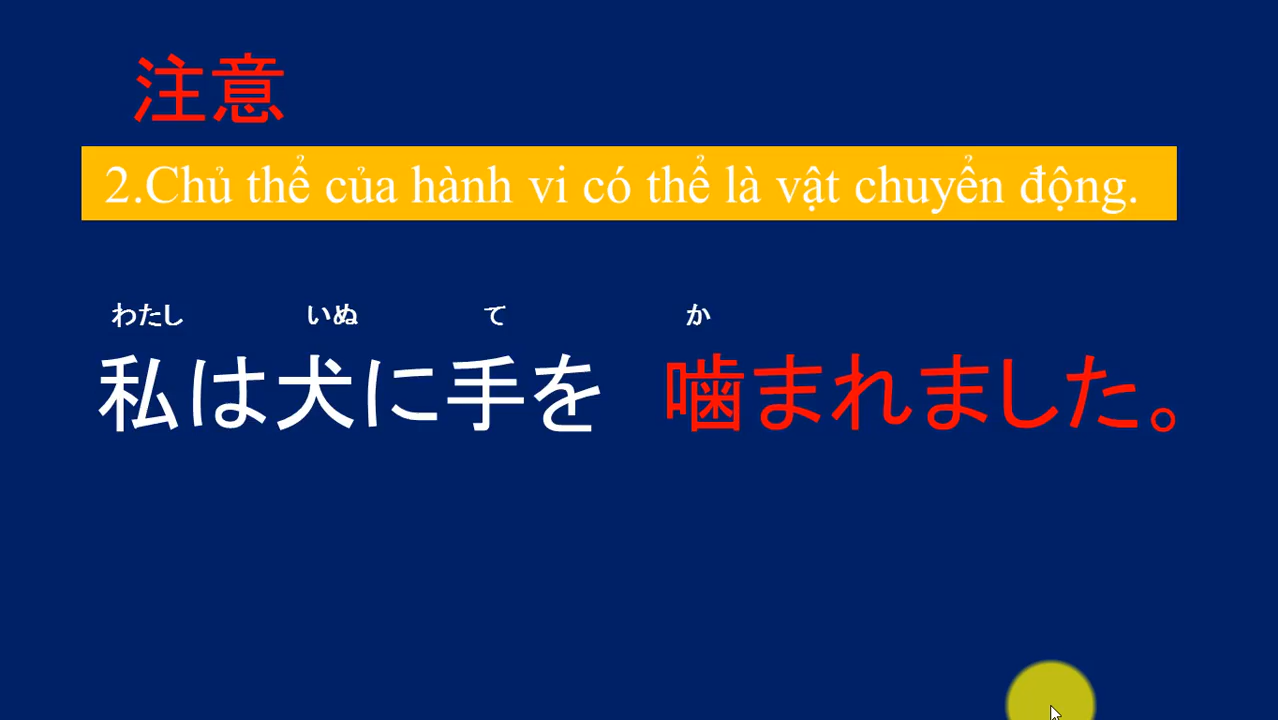 注意
2.Chủ thể của hành vi có thể là vật chuyển động.
わたし いぬ て か
私は犬に手を 噛まれました。